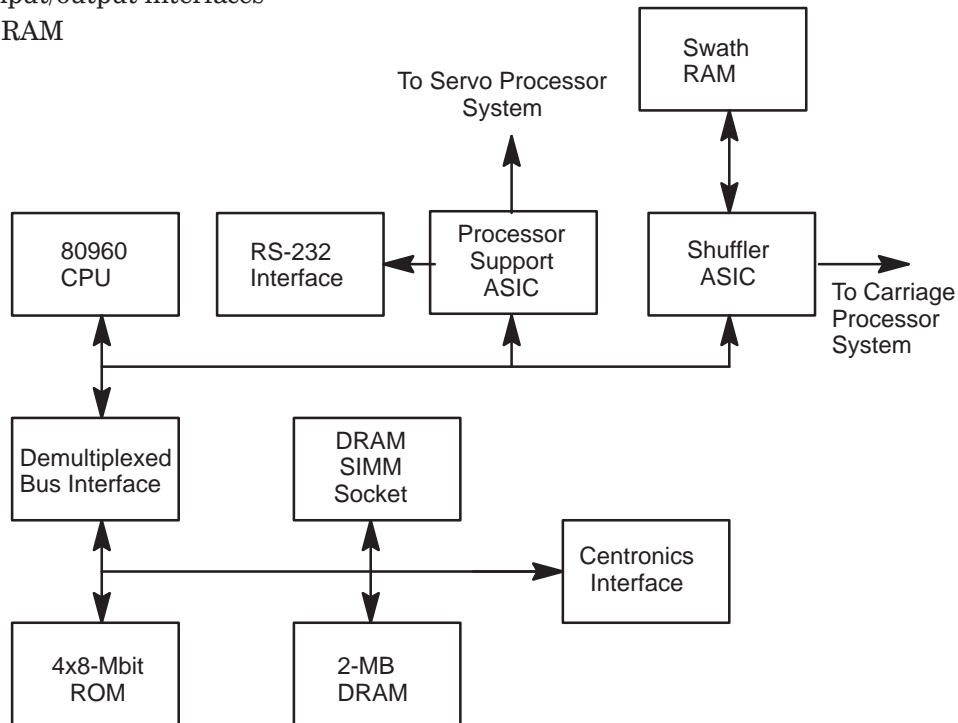 input/output interfaces
RAM
Swath
RAM
To Servo Processor
System
80960
CPU
RS-232
Interface
Processor
Support
ASIC
Shuffler
ASIC
To Carriage
Processor
System
Demultiplexed
Bus Interface
DRAM
SIMM
Socket
Centronics
Interface
4x8-Mbit
ROM
2-MB
DRAM